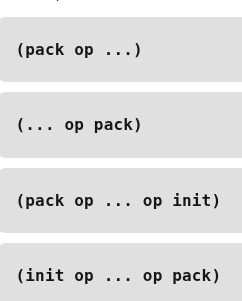 (pack op ...)
(... op pack)
(pack op ... op init)
(init op ... op pack)